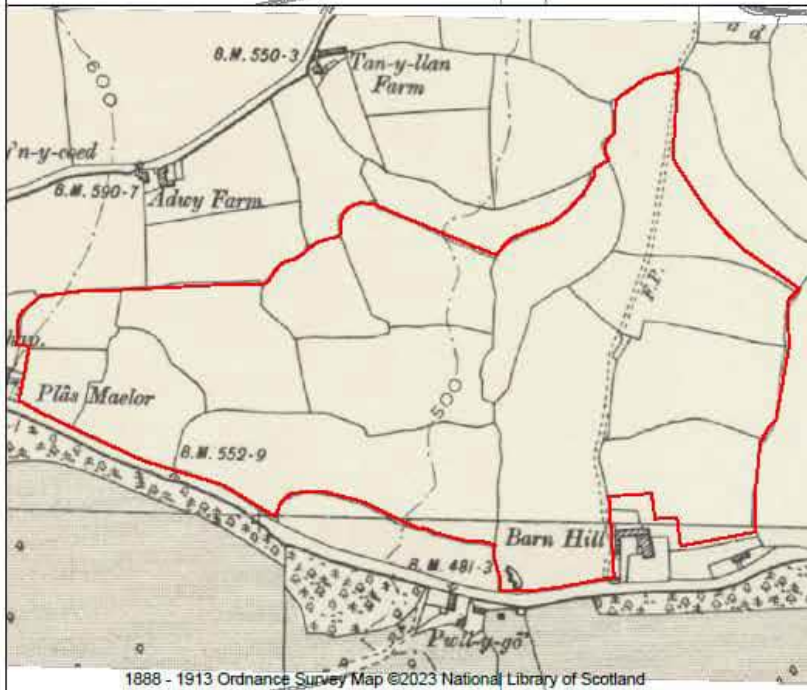 B.M. 550·3
Tan-y-llan
Farm
600
y'n-y-coed
B.M. 590·7
Adwy Farm
F.P.
hap.
Plâs Maelor
500
B.M. 552·9
Barn Hill
B.M. 481·3
Pwll-y-gô
1888 - 1913 Ordnance Survey Map ©2023 National Library of Scotland